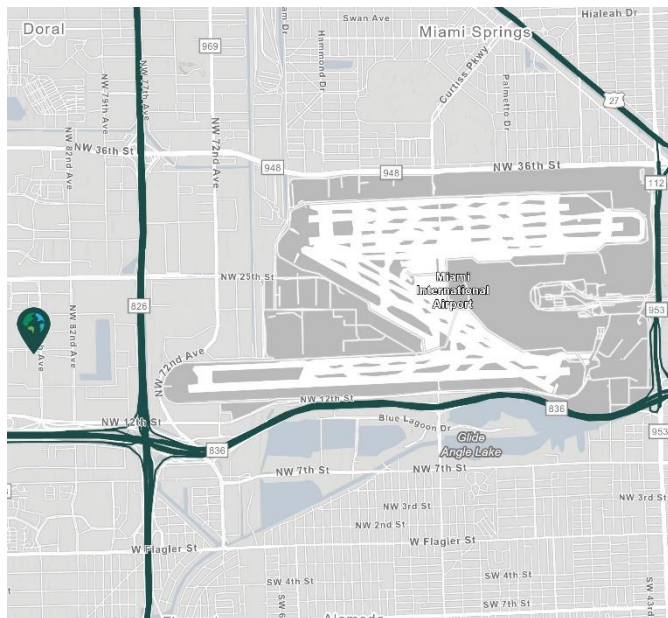 Swan Ave
Hialeah Dr
Doral
Miami Springs
969
Hammond Dr
Curtiss Pkwy
Palmetto Dr
NW 79th Ave
NW 77th Ave
27
NW 82nd Ave
NW 72nd Ave
NW 36th St
948
948
NW 36th St
112
NW 25th St
Miami
International
Airport
826
953
NW 82nd Ave
NW 72nd Ave
NW 12th St
836
NW 12th St
Blue Lagoon Dr
953
836
Glide
Angle Lake
NW 7th St
NW 7th St
NW 3rd St
NW 3rd St
NW 2nd St
W Flagler St
W Flagler St
SW 4th St
SW 4th St
SW 7th St
SW 43rd